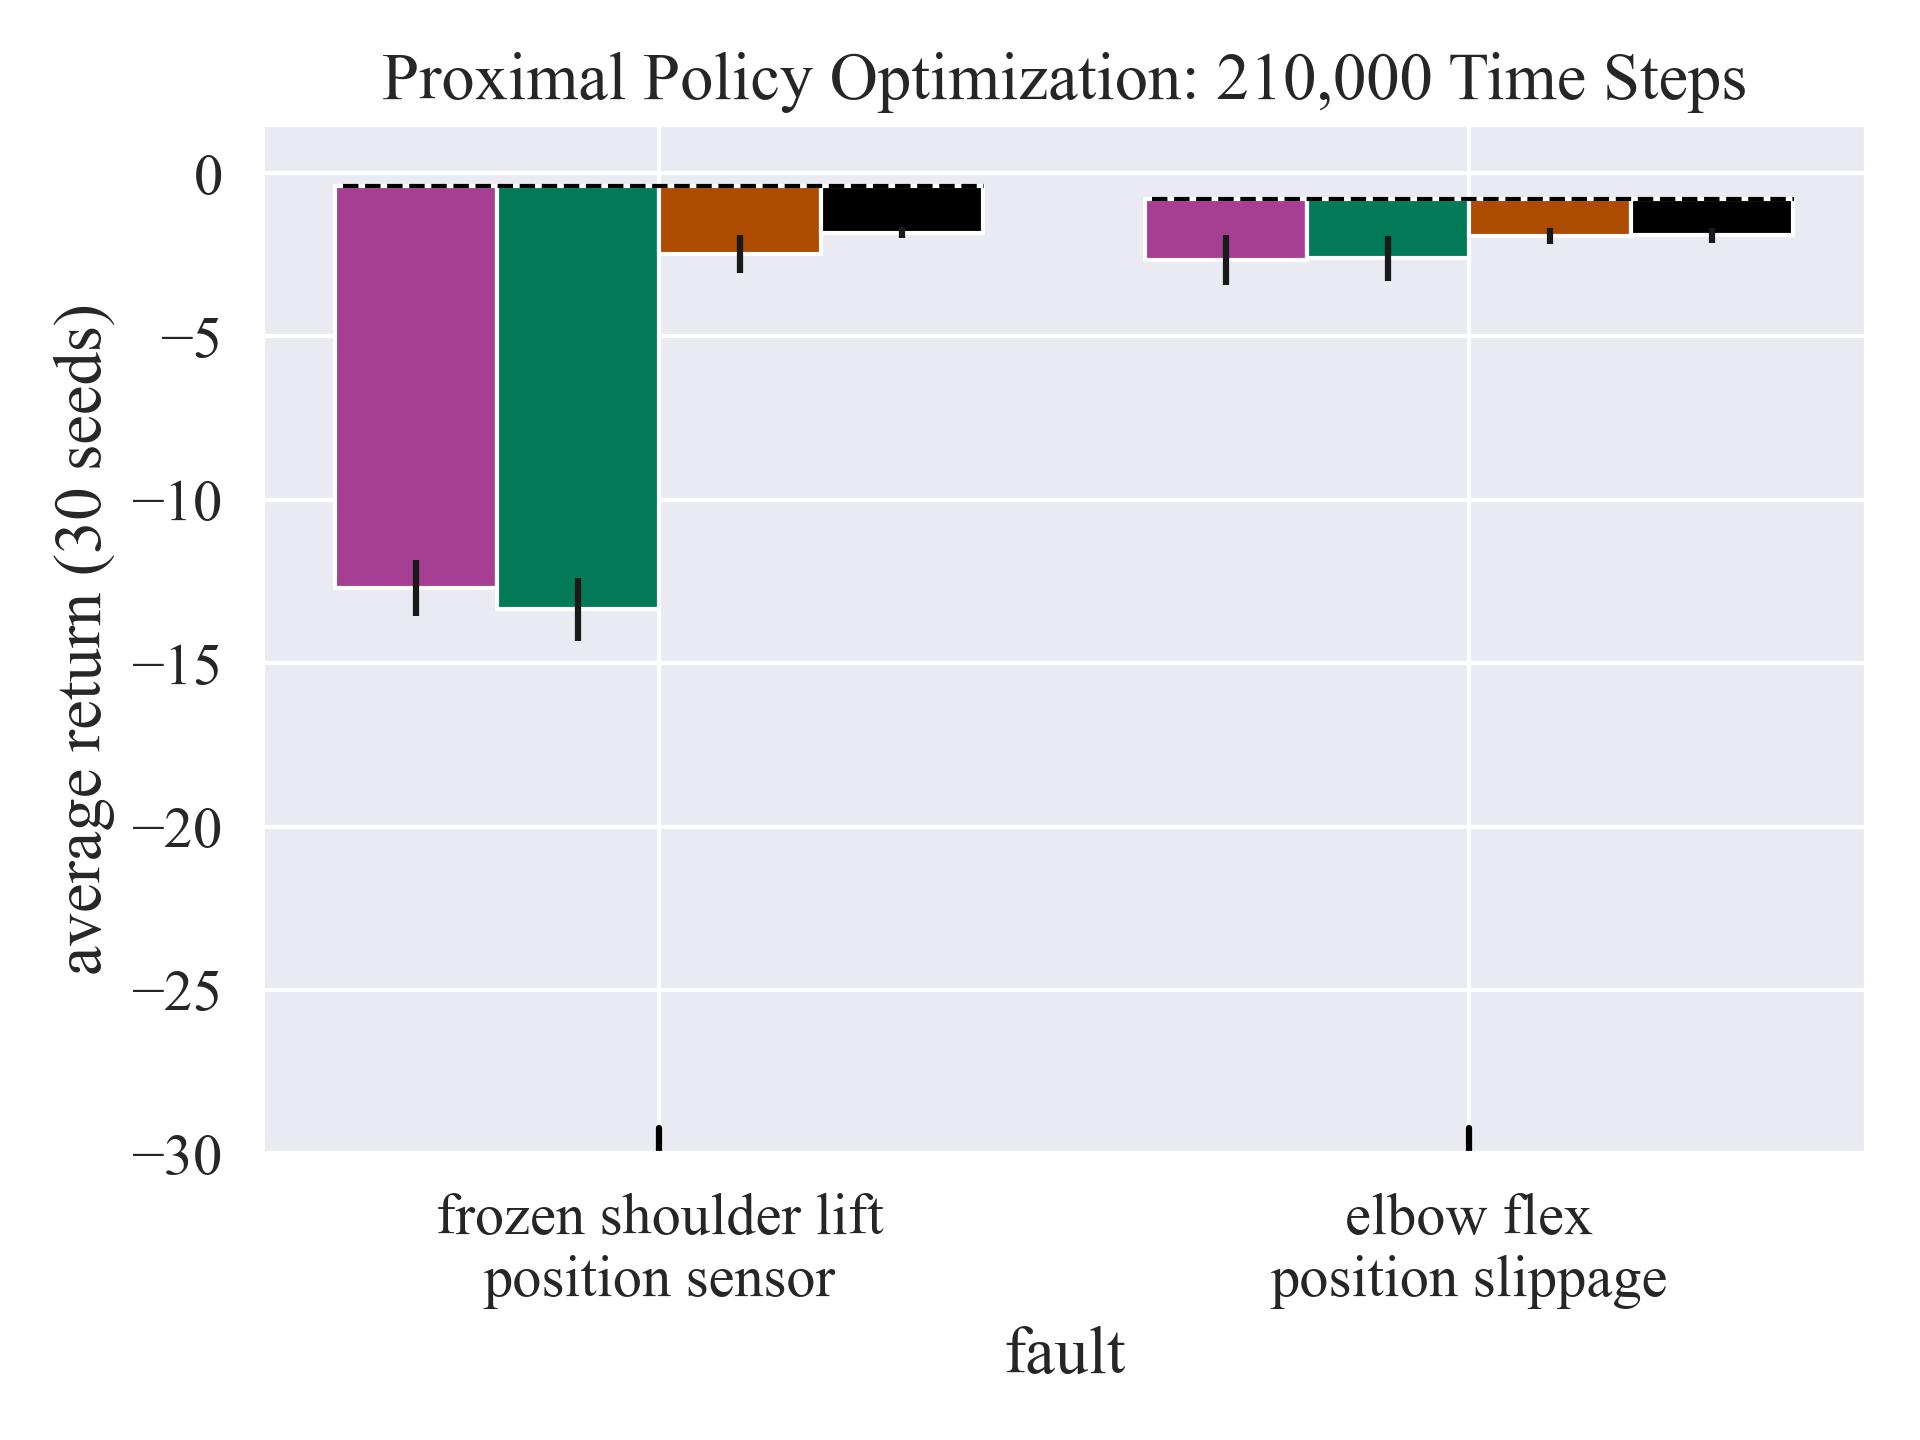 Proximal Policy Optimization: 210,000 Time Steps
average return (30 seeds)
0
−5
−10
−15
−20
−25
−30
frozen shoulder lift
position sensor
elbow flex
position slippage
fault